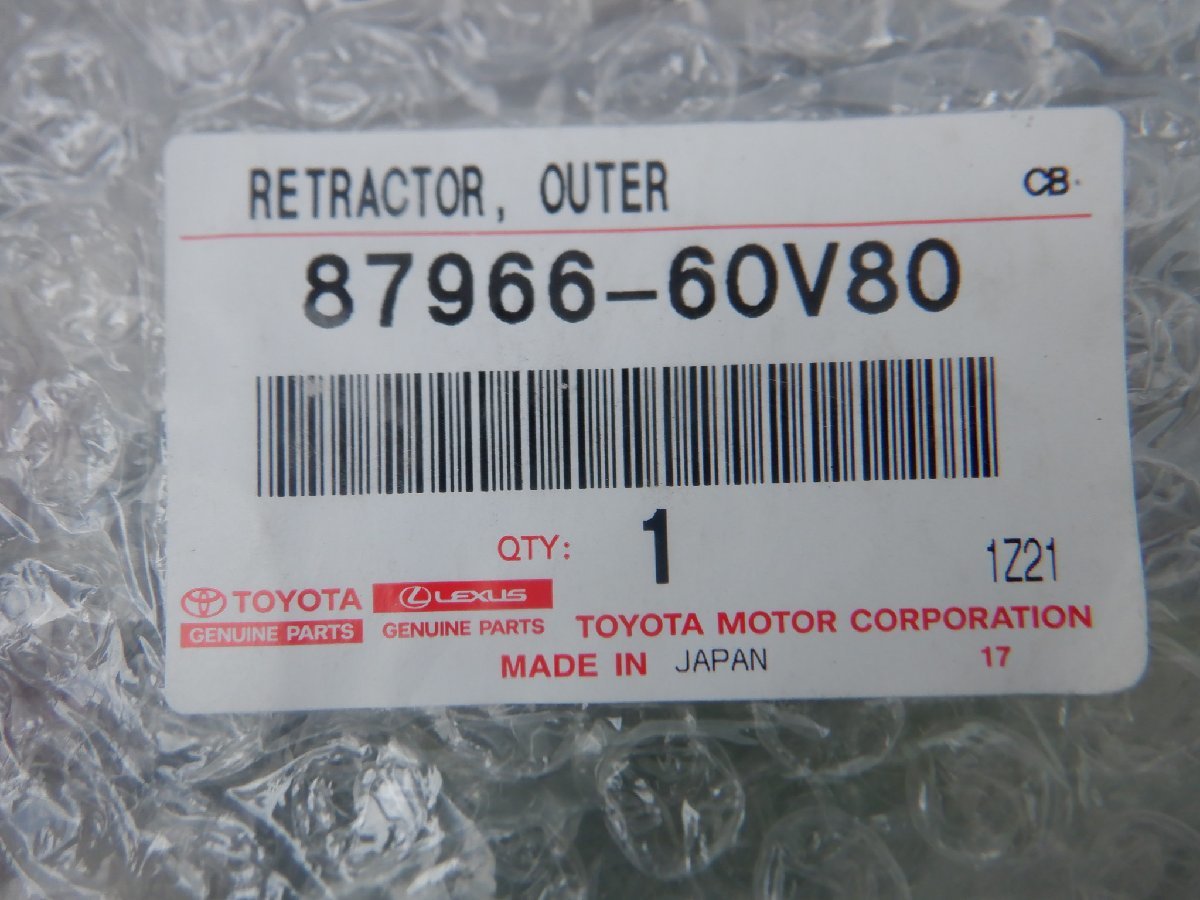 RETRACTOR, OUTER CB
87966-60V80
QTY: 1 1Z21
TOYOTA LEXUS
GENUINE PARTS GENUINE PARTS TOYOTA MOTOR CORPORATION
MADE IN JAPAN 17